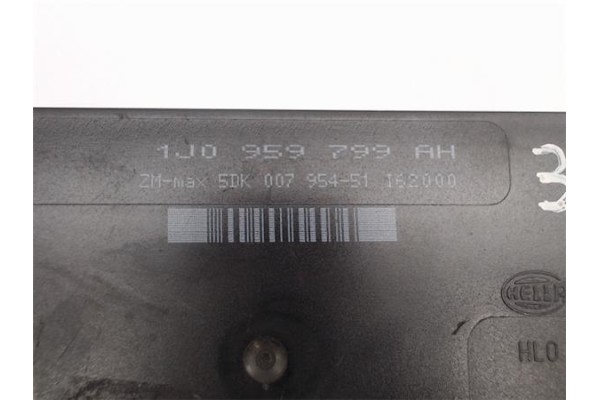 1J0 959 799 AH
ZM-max 5DK 007 954-51 162000
3
HELLA
HLO